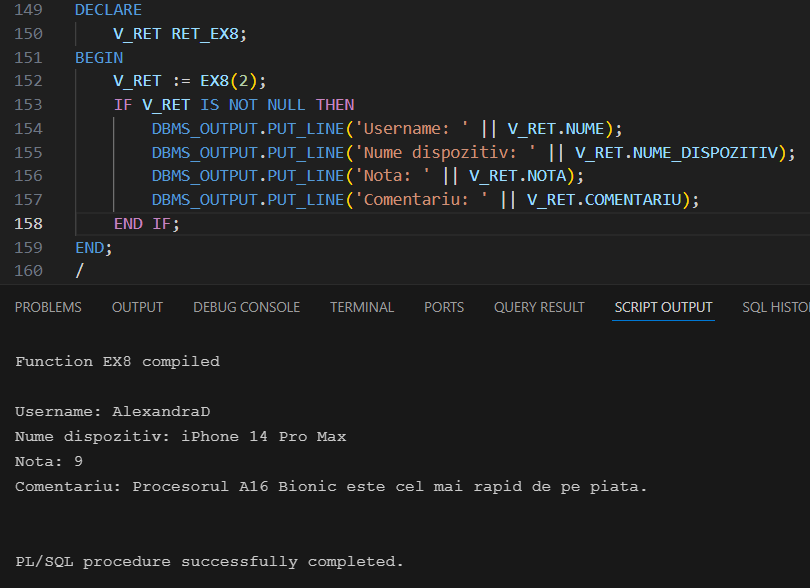 149 DECLARE
150 V_RET RET_EX8;
151 BEGIN
152 V_RET := EX8(2);
153 IF V_RET IS NOT NULL THEN
154 DBMS_OUTPUT.PUT_LINE('Username: ' || V_RET.NUME);
155 DBMS_OUTPUT.PUT_LINE('Nume dispozitiv: ' || V_RET.NUME_DISPOZITIV);
156 DBMS_OUTPUT.PUT_LINE('Nota: ' || V_RET.NOTA);
157 DBMS_OUTPUT.PUT_LINE('Comentariu: ' || V_RET.COMENTARIU);
158 END IF;
159 END;
160 /
PROBLEMS OUTPUT DEBUG CONSOLE TERMINAL PORTS QUERY RESULT SCRIPT OUTPUT SQL HISTO
Function EX8 compiled
Username: AlexandraD
Nume dispozitiv: iPhone 14 Pro Max
Nota: 9
Comentariu: Procesorul A16 Bionic este cel mai rapid de pe piata.
PL/SQL procedure successfully completed.